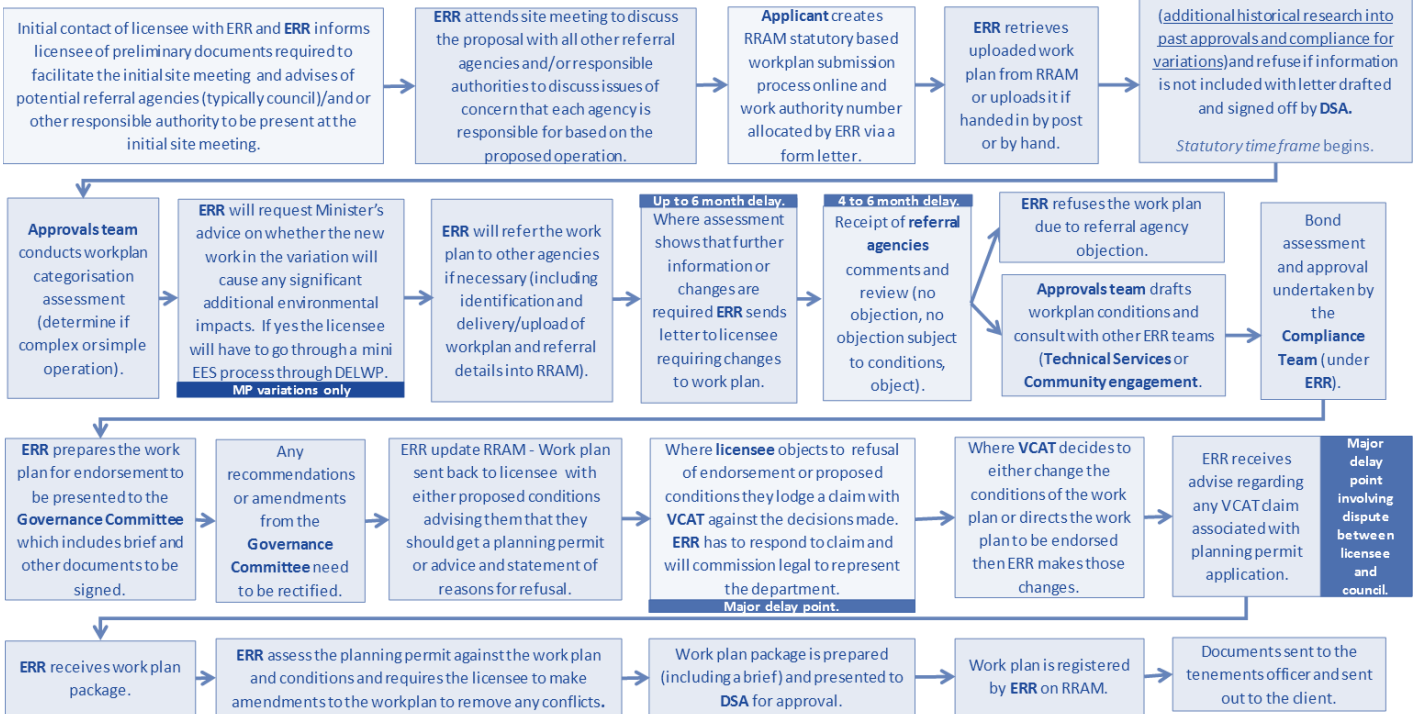 Initial contact of licensee with ERR and ERR informs
licensee of preliminary documents required to
facilitate the initial site meeting and advises of
potential referral agencies (typically council)/and or
other responsible authority to be present at the
initial site meeting.
ERR attends site meeting to discuss
the proposal with all other referral
agencies and/or responsible
authorities to discuss issues of
concern that each agency is
responsible for based on the
proposed operation.
Applicant creates
RRAM statutory based
workplan submission
process online and
work authority number
allocated by ERR via a
form letter.
ERR retrieves
uploaded work
plan from RRAM
or uploads it if
handed in by post
or by hand.
(additional historical research into
past approvals and compliance for
variations)and refuse if information
is not included with letter drafted
and signed off by DSA.
Statutory time frame begins.
Approvals team
conducts workplan
categorisation
assessment
(determine if
complex or simple
operation).
ERR will request Minister's
advice on whether the new
work in the variation will
cause any significant
additional environmental
impacts. If yes the licensee
will have to go through a mini
EES process through DELWP.
MP variations only
ERR will refer the work
plan to other agencies
if necessary (including
identification and
delivery/upload of
workplan and referral
details into RRAM).
Up to 6 month delay.
Where assessment
shows that further
information or
changes are
required ERR sends
letter to licensee
requiring changes
to work plan.
4 to 6 month delay.
Receipt of referral
agencies
comments and
review (no
objection, no
objection subject
to conditions,
object).
ERR refuses the work plan
due to referral agency
objection.
Approvals team drafts
workplan conditions and
consult with other ERR teams
(Technical Services or
Community engagement.
Bond
assessment
and approval
undertaken by
the
Compliance
Team (under
ERR).
ERR prepares the work
plan for endorsement to
be presented to the
Governance Committee
which includes brief and
other documents to be
signed.
Any
recommendations
or amendments
from the
Governance
Committee need
to be rectified.
ERR update RRAM - Work plan
sent back to licensee with
either proposed conditions
advising them that they
should get a planning permit
or advice and statement of
reasons for refusal.
Where licensee objects to refusal
of endorsement or proposed
conditions they lodge a claim with
VCAT against the decisions made.
ERR has to respond to claim and
will commission legal to represent
the department.
Major delay point.
Where VCAT decides to
either change the
conditions of the work
plan or directs the work
plan to be endorsed
then ERR makes those
changes.
ERR receives
advise regarding
any VCAT claim
associated with
planning permit
application.
Major
delay
point
involving
dispute
between
licensee
and
council.
ERR receives work plan
package.
ERR assess the planning permit against the work plan
and conditions and requires the licensee to make
amendments to the workplan to remove any conflicts.
Work plan package is prepared
(including a brief) and presented to
DSA for approval.
Work plan is registered
by ERR on RRAM.
Documents sent to the
tenements officer and sent
out to the client.